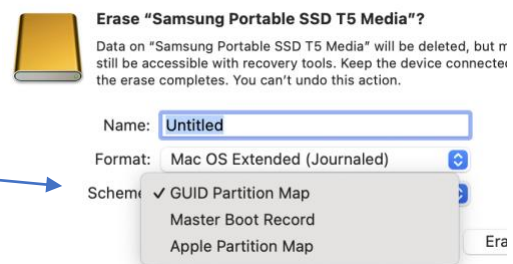 Erase “Samsung Portable SSD T5 Media”?
Data on “Samsung Portable SSD T5 Media” will be deleted, but
still be accessible with recovery tools. Keep the device connected
the erase completes. You can’t undo this action.
Name: Untitled
Format: Mac OS Extended (Journaled)
Scheme ✓ GUID Partition Map
Master Boot Record
Apple Partition Map